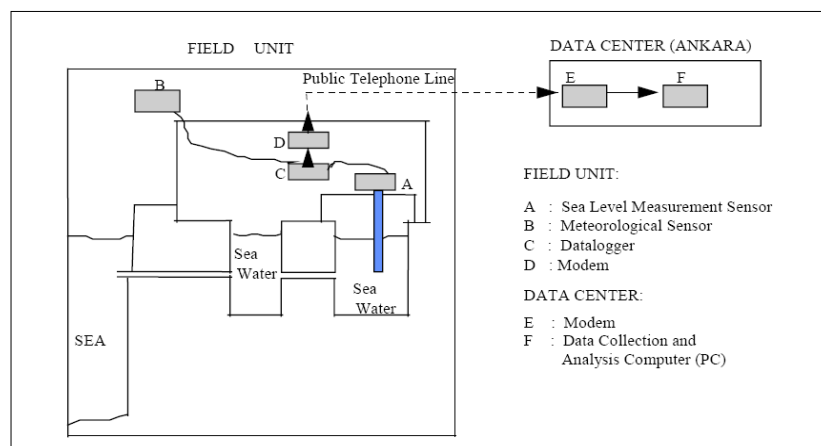 FIELD UNIT
DATA CENTER (ANKARA)
B
Public Telephone Line
E
F
D
C
A
Sea
Water
Sea
Water
SEA
FIELD UNIT:
A : Sea Level Measurement Sensor
B : Meteorological Sensor
C : Datalogger
D : Modem
DATA CENTER:
E : Modem
F : Data Collection and
Analysis Computer (PC)